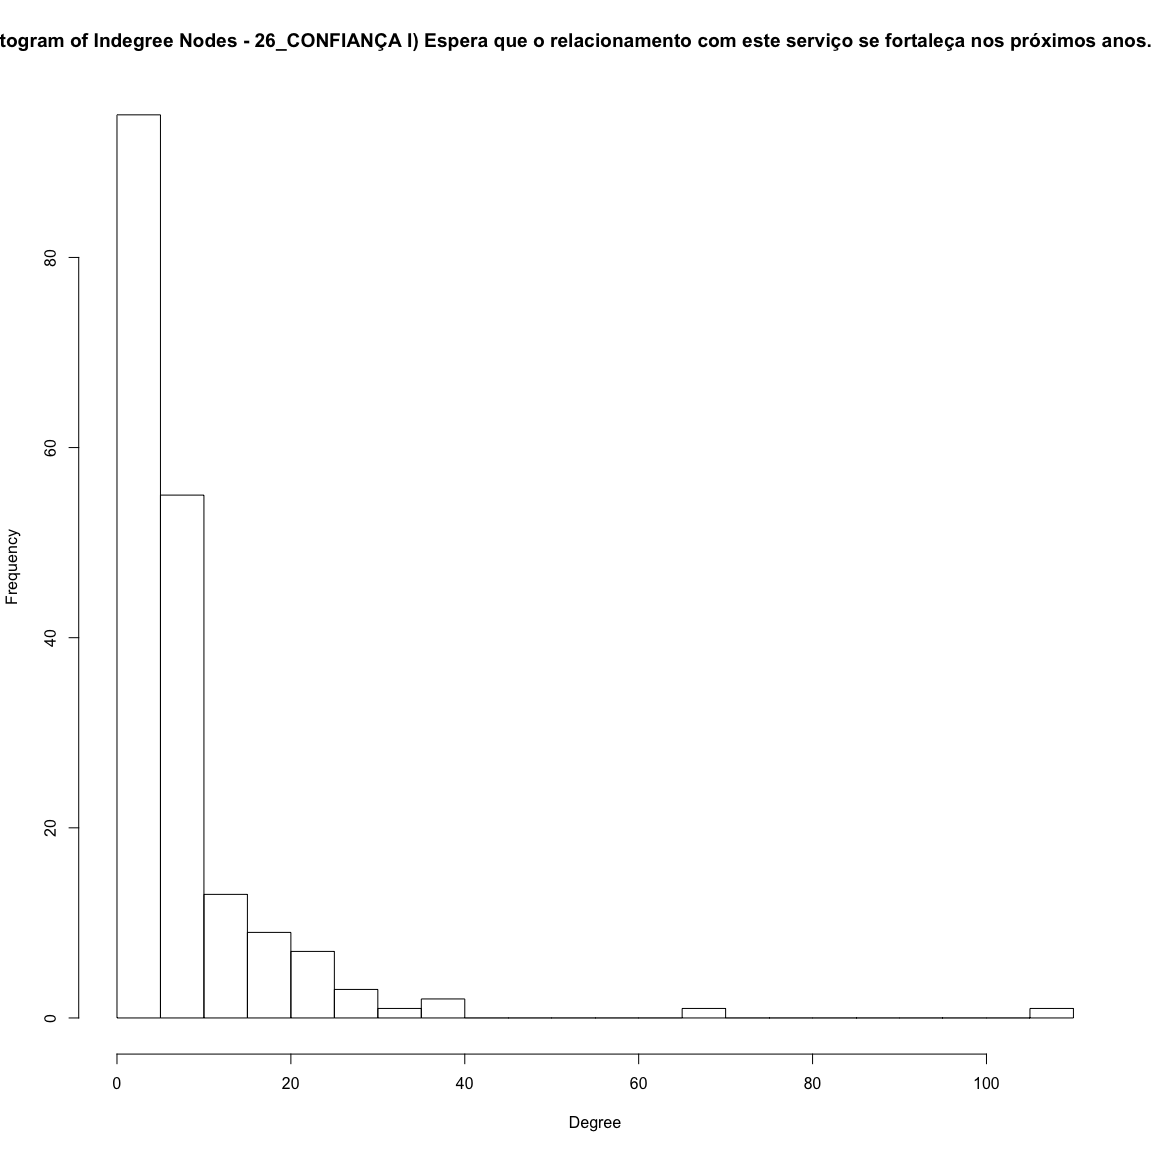 togram of Indegree Nodes - 26_CONFIANÇA I) Espera que o relacionamento com este serviço se fortaleça nos próximos anos.
Frequency
80
60
40
20
0
0 20 40 60 80 100
Degree